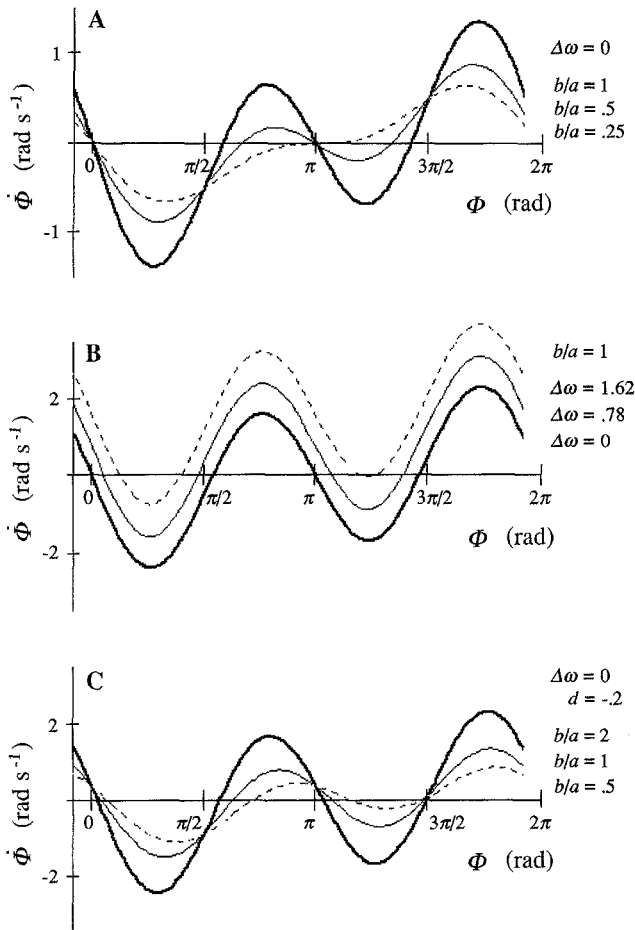 A
Δω = 0
1
b/a = 1
b/a = .5
b/a = .25
Φ̇ (rad s⁻¹)
0
π/2
π
3π/2
2π
Φ (rad)
-1
B
b/a = 1
2
Δω = 1.62
Δω = .78
Δω = 0
Φ̇ (rad s⁻¹)
0
π/2
π
3π/2
2π
Φ (rad)
-2
C
Δω = 0
d = -.2
2
b/a = 2
b/a = 1
b/a = .5
Φ̇ (rad s⁻¹)
0
π/2
π
3π/2
2π
Φ (rad)
-2